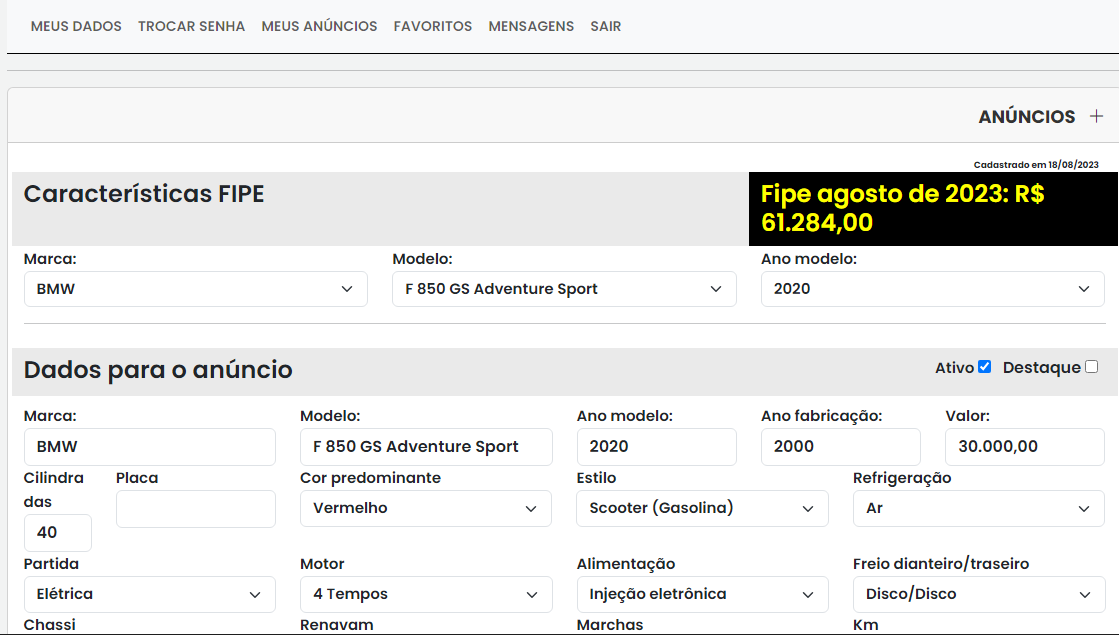 MEUS DADOS TROCAR SENHA MEUS ANÚNCIOS FAVORITOS MENSAGENS SAIR
ANÚNCIOS +
Cadastrado em 18/08/2023
Características FIPE
Fipe agosto de 2023: R$
61.284,00
Marca: Modelo: Ano modelo:
BMW F 850 GS Adventure Sport 2020
Dados para o anúncio Ativo Destaque
Marca: Modelo: Ano modelo: Ano fabricação: Valor:
BMW F 850 GS Adventure Sport 2020 2000 30.000,00
Cilindra Placa Cor predominante Estilo Refrigeração
das
Vermelho Scooter (Gasolina) Ar
40
Partida Motor Alimentação Freio dianteiro/traseiro
Elétrica 4 Tempos Injeção eletrônica Disco/Disco
Chassi Renavam Marchas Km